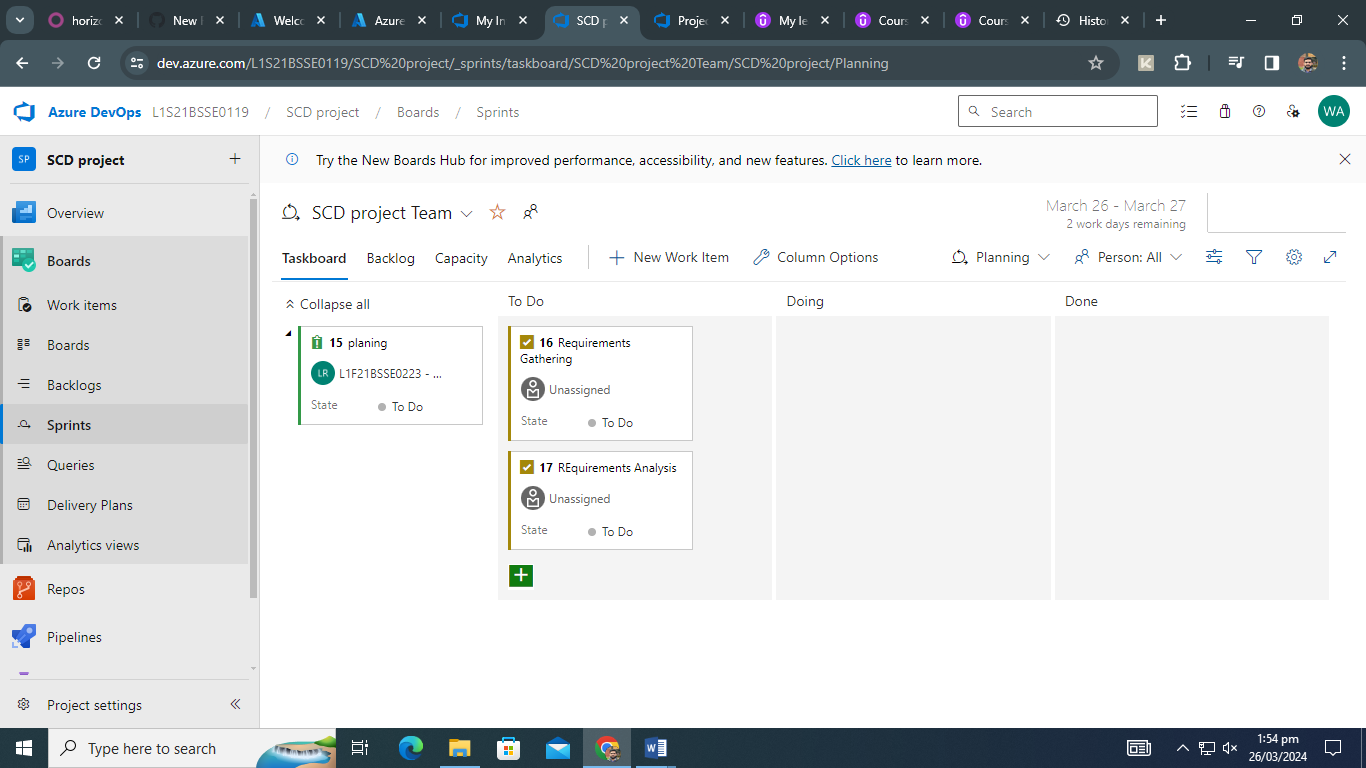 horizo
New I
Welco
Azure
My In
SCD p
Projec
My le
Cours
Cours
Histo
dev.azure.com/L1S21BSSE0119/SCD%20project/_sprints/taskboard/SCD%20project%20Team/SCD%20project/Planning
K
Azure DevOps L1S21BSSE0119 / SCD project / Boards / Sprints
Search
WA
SP SCD project
Try the New Boards Hub for improved performance, accessibility, and new features. Click here to learn more.
Overview
Boards
Work items
Boards
Backlogs
Sprints
Queries
Delivery Plans
Analytics views
Repos
Pipelines
Project settings
SCD project Team
March 26 - March 27
2 work days remaining
Taskboard Backlog Capacity Analytics New Work Item Column Options Planning Person: All
Collapse all
To Do
Doing
Done
15 planing
LR L1F21BSSE0223 - ...
State To Do
16 Requirements
Gathering
Unassigned
State To Do
17 REquirements Analysis
Unassigned
State To Do
Type here to search
1:54 pm
26/03/2024